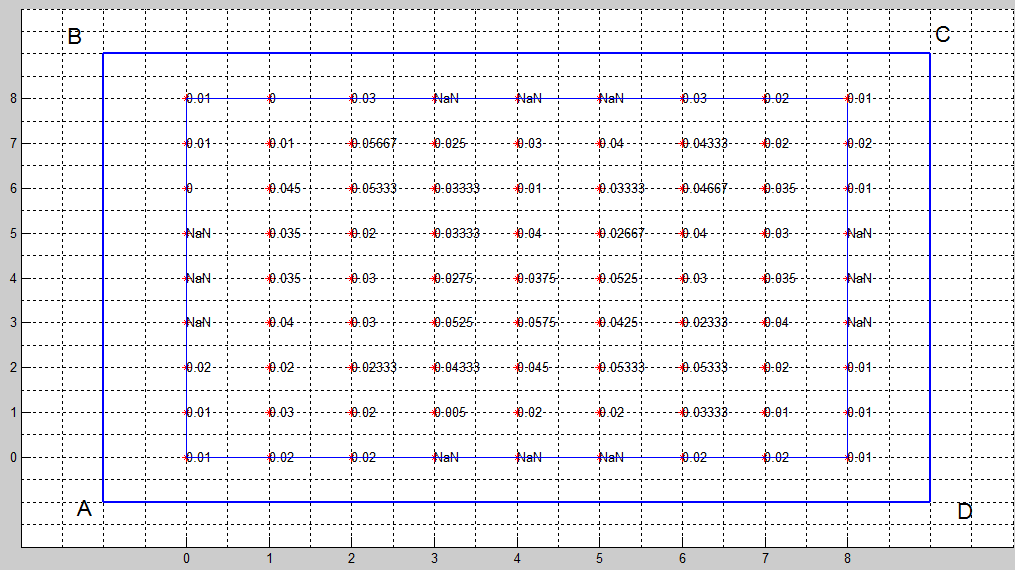 B C
8 0.01 0 0.03 NaN NaN NaN 0.03 0.02 0.01
7 0.01 0.01 0.05667 0.025 0.03 0.04 0.04333 0.02 0.02
6 0 0.045 0.05333 0.03333 0.01 0.03333 0.04667 0.035 0.01
5 NaN 0.035 0.02 0.03333 0.04 0.02667 0.04 0.03 NaN
4 NaN 0.035 0.03 0.0275 0.0375 0.0525 0.03 0.035 NaN
3 NaN 0.04 0.03 0.0525 0.0575 0.0425 0.02333 0.04 NaN
2 0.02 0.02 0.02333 0.04333 0.045 0.05333 0.05333 0.02 0.01
1 0.01 0.03 0.02 0.005 0.02 0.02 0.03333 0.01 0.01
0 0.01 0.02 0.02 NaN NaN NaN 0.02 0.02 0.01
A D
0 1 2 3 4 5 6 7 8